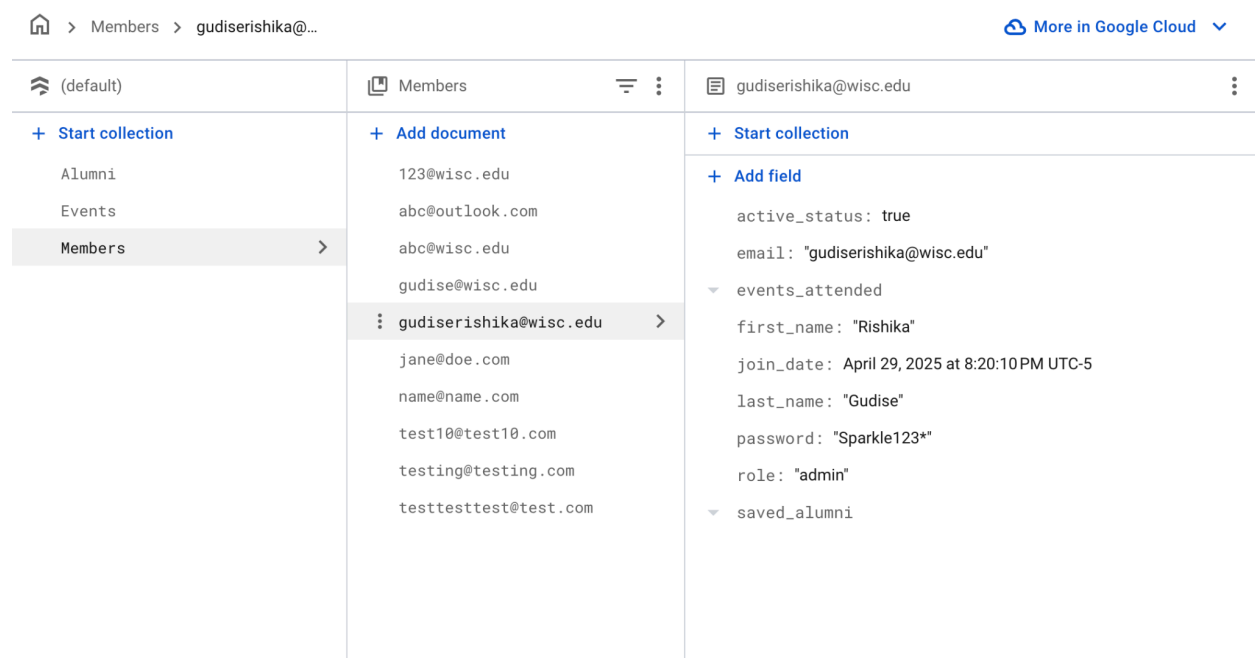 Members
gudiserishika@...
More in Google Cloud
(default)
Members
gudiserishika@wisc.edu
+ Start collection
+ Add document
+ Start collection
Alumni
Events
Members
123@wisc.edu
abc@outlook.com
abc@wisc.edu
gudise@wisc.edu
gudiserishika@wisc.edu
jane@doe.com
name@name.com
test10@test10.com
testing@testing.com
testtesttest@test.com
+ Add field
active_status: true
email: "gudiserishika@wisc.edu"
events_attended
first_name: "Rishika"
join_date: April 29, 2025 at 8:20:10 PM UTC-5
last_name: "Gudise"
password: "Sparkle123*"
role: "admin"
saved_alumni